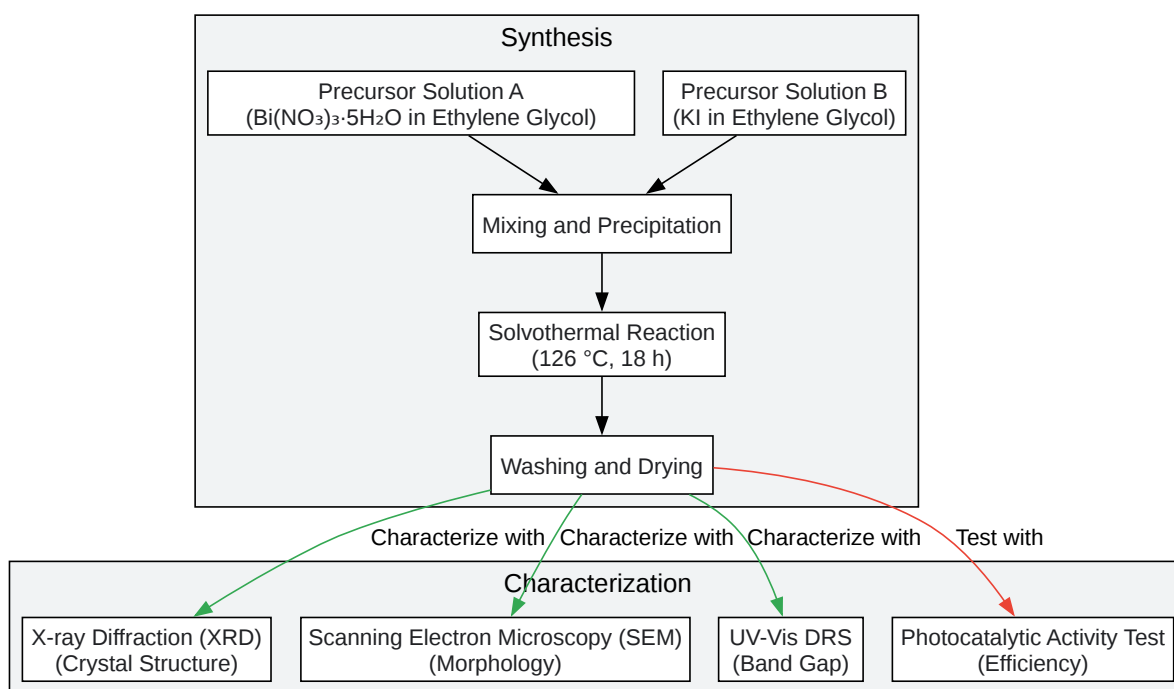 Synthesis
Precursor Solution A
(Bi(NO₃)₃·5H₂O in Ethylene Glycol)
Precursor Solution B
(KI in Ethylene Glycol)
Mixing and Precipitation
Solvothermal Reaction
(126 °C, 18 h)
Washing and Drying
Characterize with
Characterize with
Characterize with
Test with
Characterization
X-ray Diffraction (XRD)
(Crystal Structure)
Scanning Electron Microscopy (SEM)
(Morphology)
UV-Vis DRS
(Band Gap)
Photocatalytic Activity Test
(Efficiency)